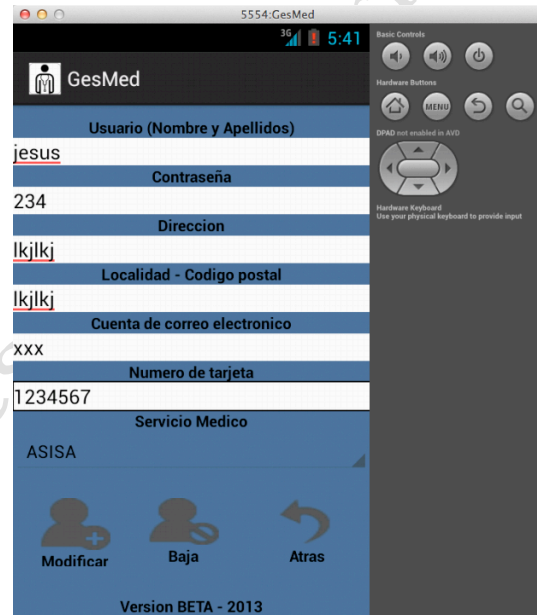 5554:GesMed
3G 5:41
GesMed
Usuario (Nombre y Apellidos)
jesus
Contraseña
234
Direccion
lkjlkj
Localidad - Codigo postal
lkjlkj
Cuenta de correo electronico
xxx
Numero de tarjeta
1234567
Servicio Medico
ASISA
Modificar Baja Atras
Version BETA - 2013
Basic Controls
Hardware Buttons
MENU
DPAD not enabled in AVD
Hardware Keyboard
Use your physical keyboard to provide input